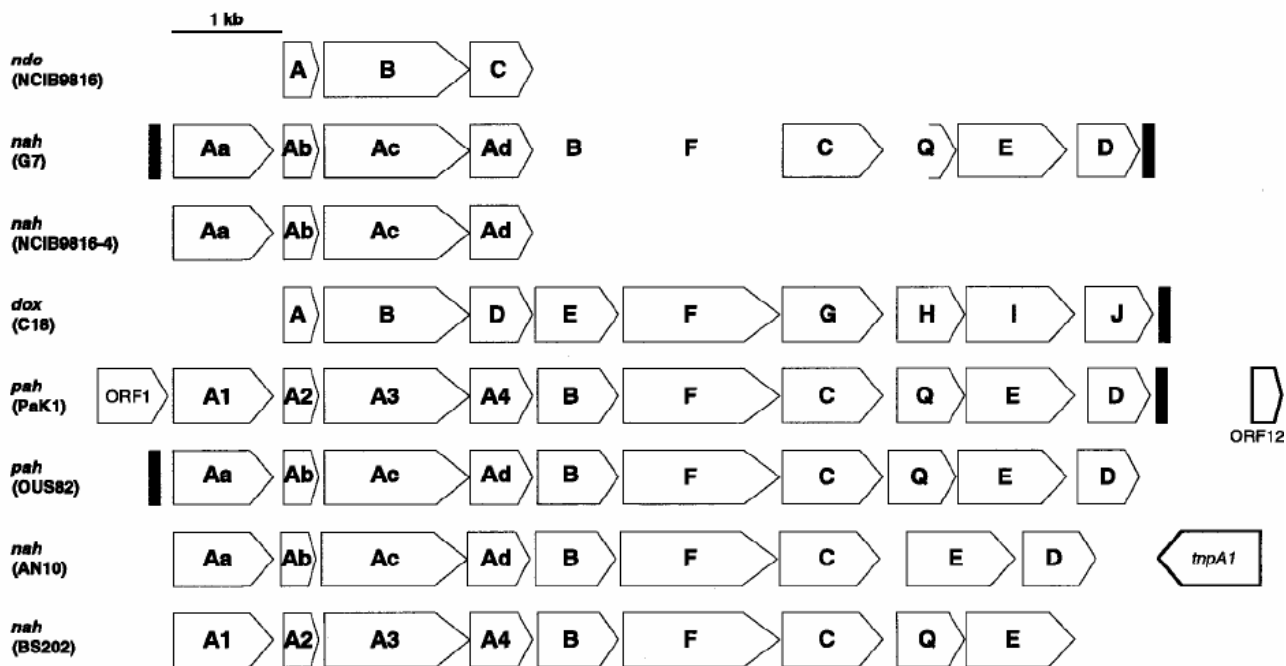 1 kb
ndo
(NCIB9816)
A B C
nah
(G7)
Aa Ab Ac Ad B F C Q E D
nah
(NCIB9816-4)
Aa Ab Ac Ad
dox
(C18)
A B D E F G H I J
pah
(PaK1)
ORF1 A1 A2 A3 A4 B F C Q E D
ORF12
pah
(OUS82)
Aa Ab Ac Ad B F C Q E D
nah
(AN10)
Aa Ab Ac Ad B F C E D tnpA1
nah
(BS202)
A1 A2 A3 A4 B F C Q E